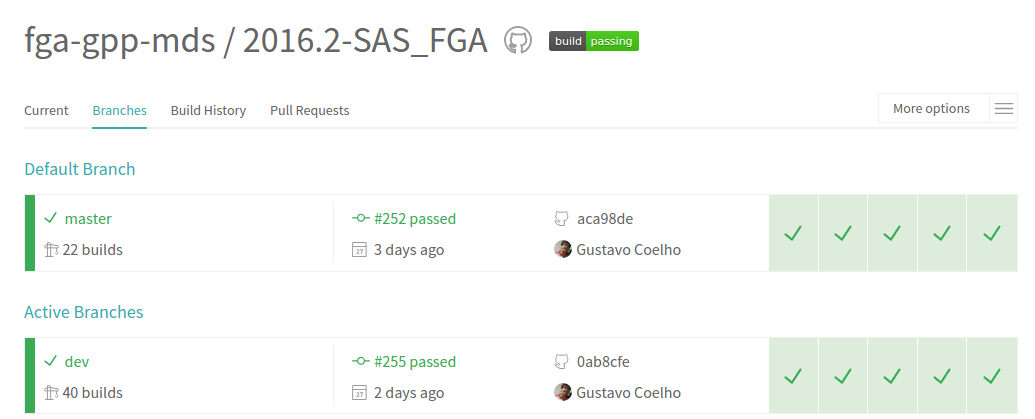 fga-gpp-mds / 2016.2-SAS_FGA build passing
Current Branches Build History Pull Requests More options
Default Branch
master #252 passed aca98de
22 builds 27 3 days ago Gustavo Coelho
Active Branches
dev #255 passed 0ab8cfe
40 builds 27 2 days ago Gustavo Coelho